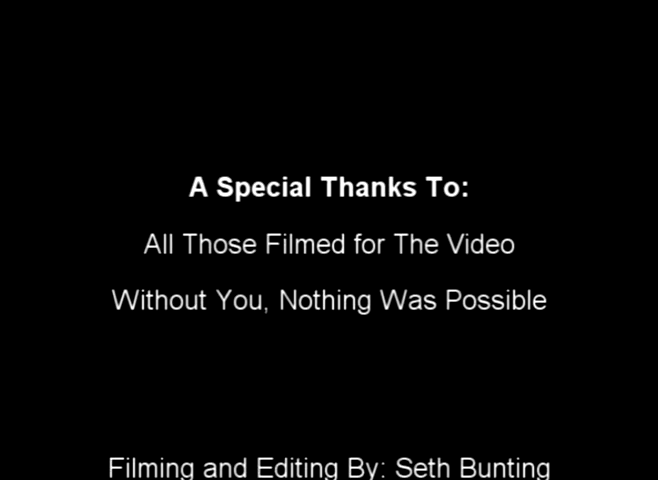 A Special Thanks To:
All Those Filmed for The Video
Without You, Nothing Was Possible
Filming and Editing By: Seth Bunting